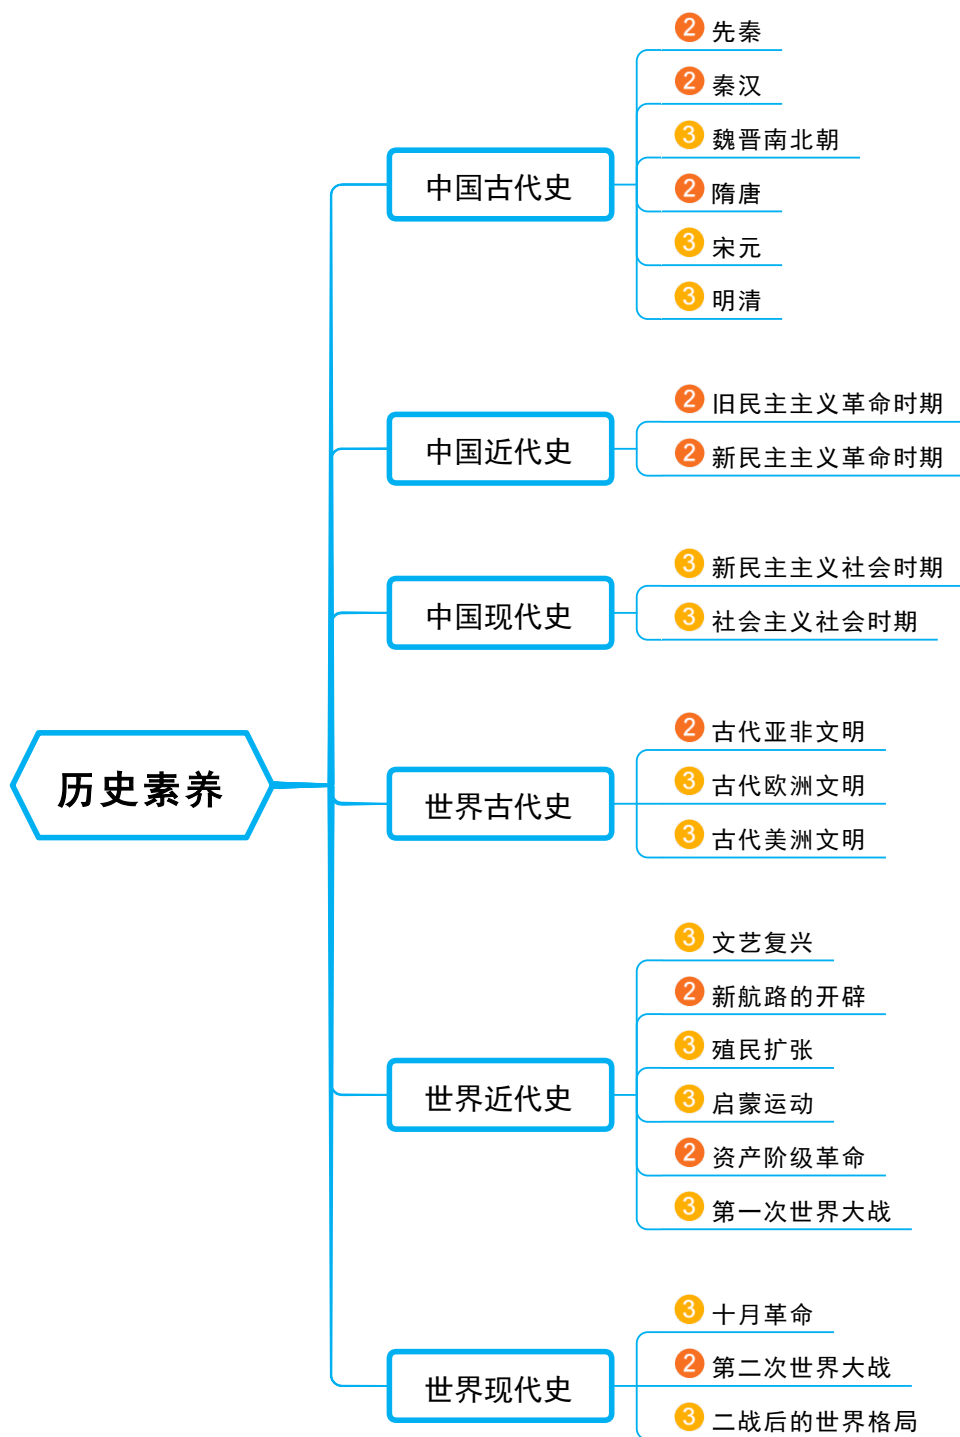 历史素养
中国古代史
2 先秦
2 秦汉
3 魏晋南北朝
2 隋唐
3 宋元
3 明清
中国近代史
2 旧民主主义革命时期
2 新民主主义革命时期
中国现代史
3 新民主主义社会时期
3 社会主义社会时期
世界古代史
2 古代亚非文明
3 古代欧洲文明
3 古代美洲文明
世界近代史
3 文艺复兴
2 新航路的开辟
3 殖民扩张
3 启蒙运动
2 资产阶级革命
3 第一次世界大战
世界现代史
3 十月革命
2 第二次世界大战
3 二战后的世界格局